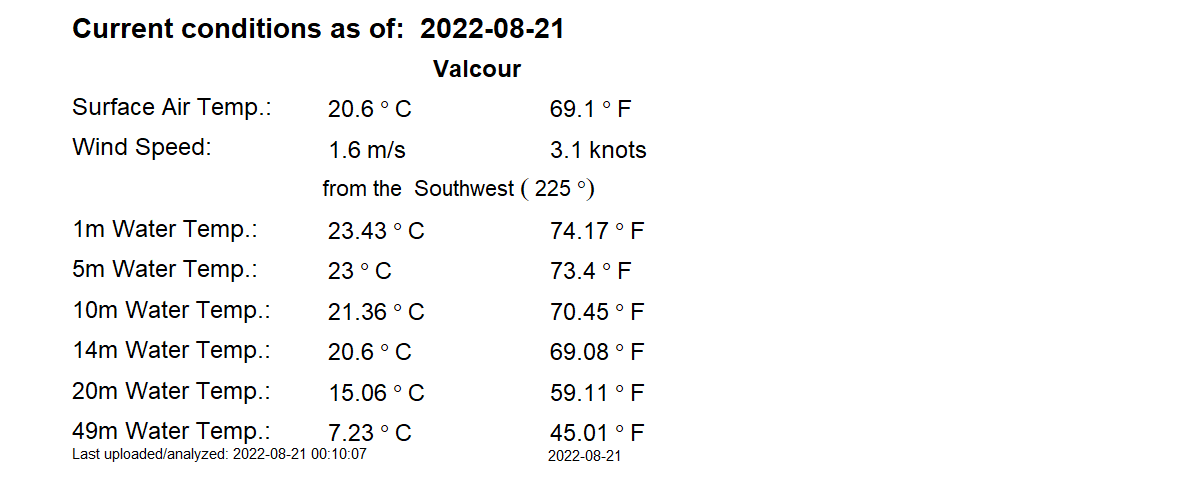 Current conditions as of: 2022-08-21
Valcour
Surface Air Temp.: 20.6 ° C 69.1 ° F
Wind Speed: 1.6 m/s 3.1 knots
from the Southwest ( 225 °)
1m Water Temp.: 23.43 ° C 74.17 ° F
5m Water Temp.: 23 ° C 73.4 ° F
10m Water Temp.: 21.36 ° C 70.45 ° F
14m Water Temp.: 20.6 ° C 69.08 ° F
20m Water Temp.: 15.06 ° C 59.11 ° F
49m Water Temp.: 7.23 ° C 45.01 ° F
Last uploaded/analyzed: 2022-08-21 00:10:07 2022-08-21